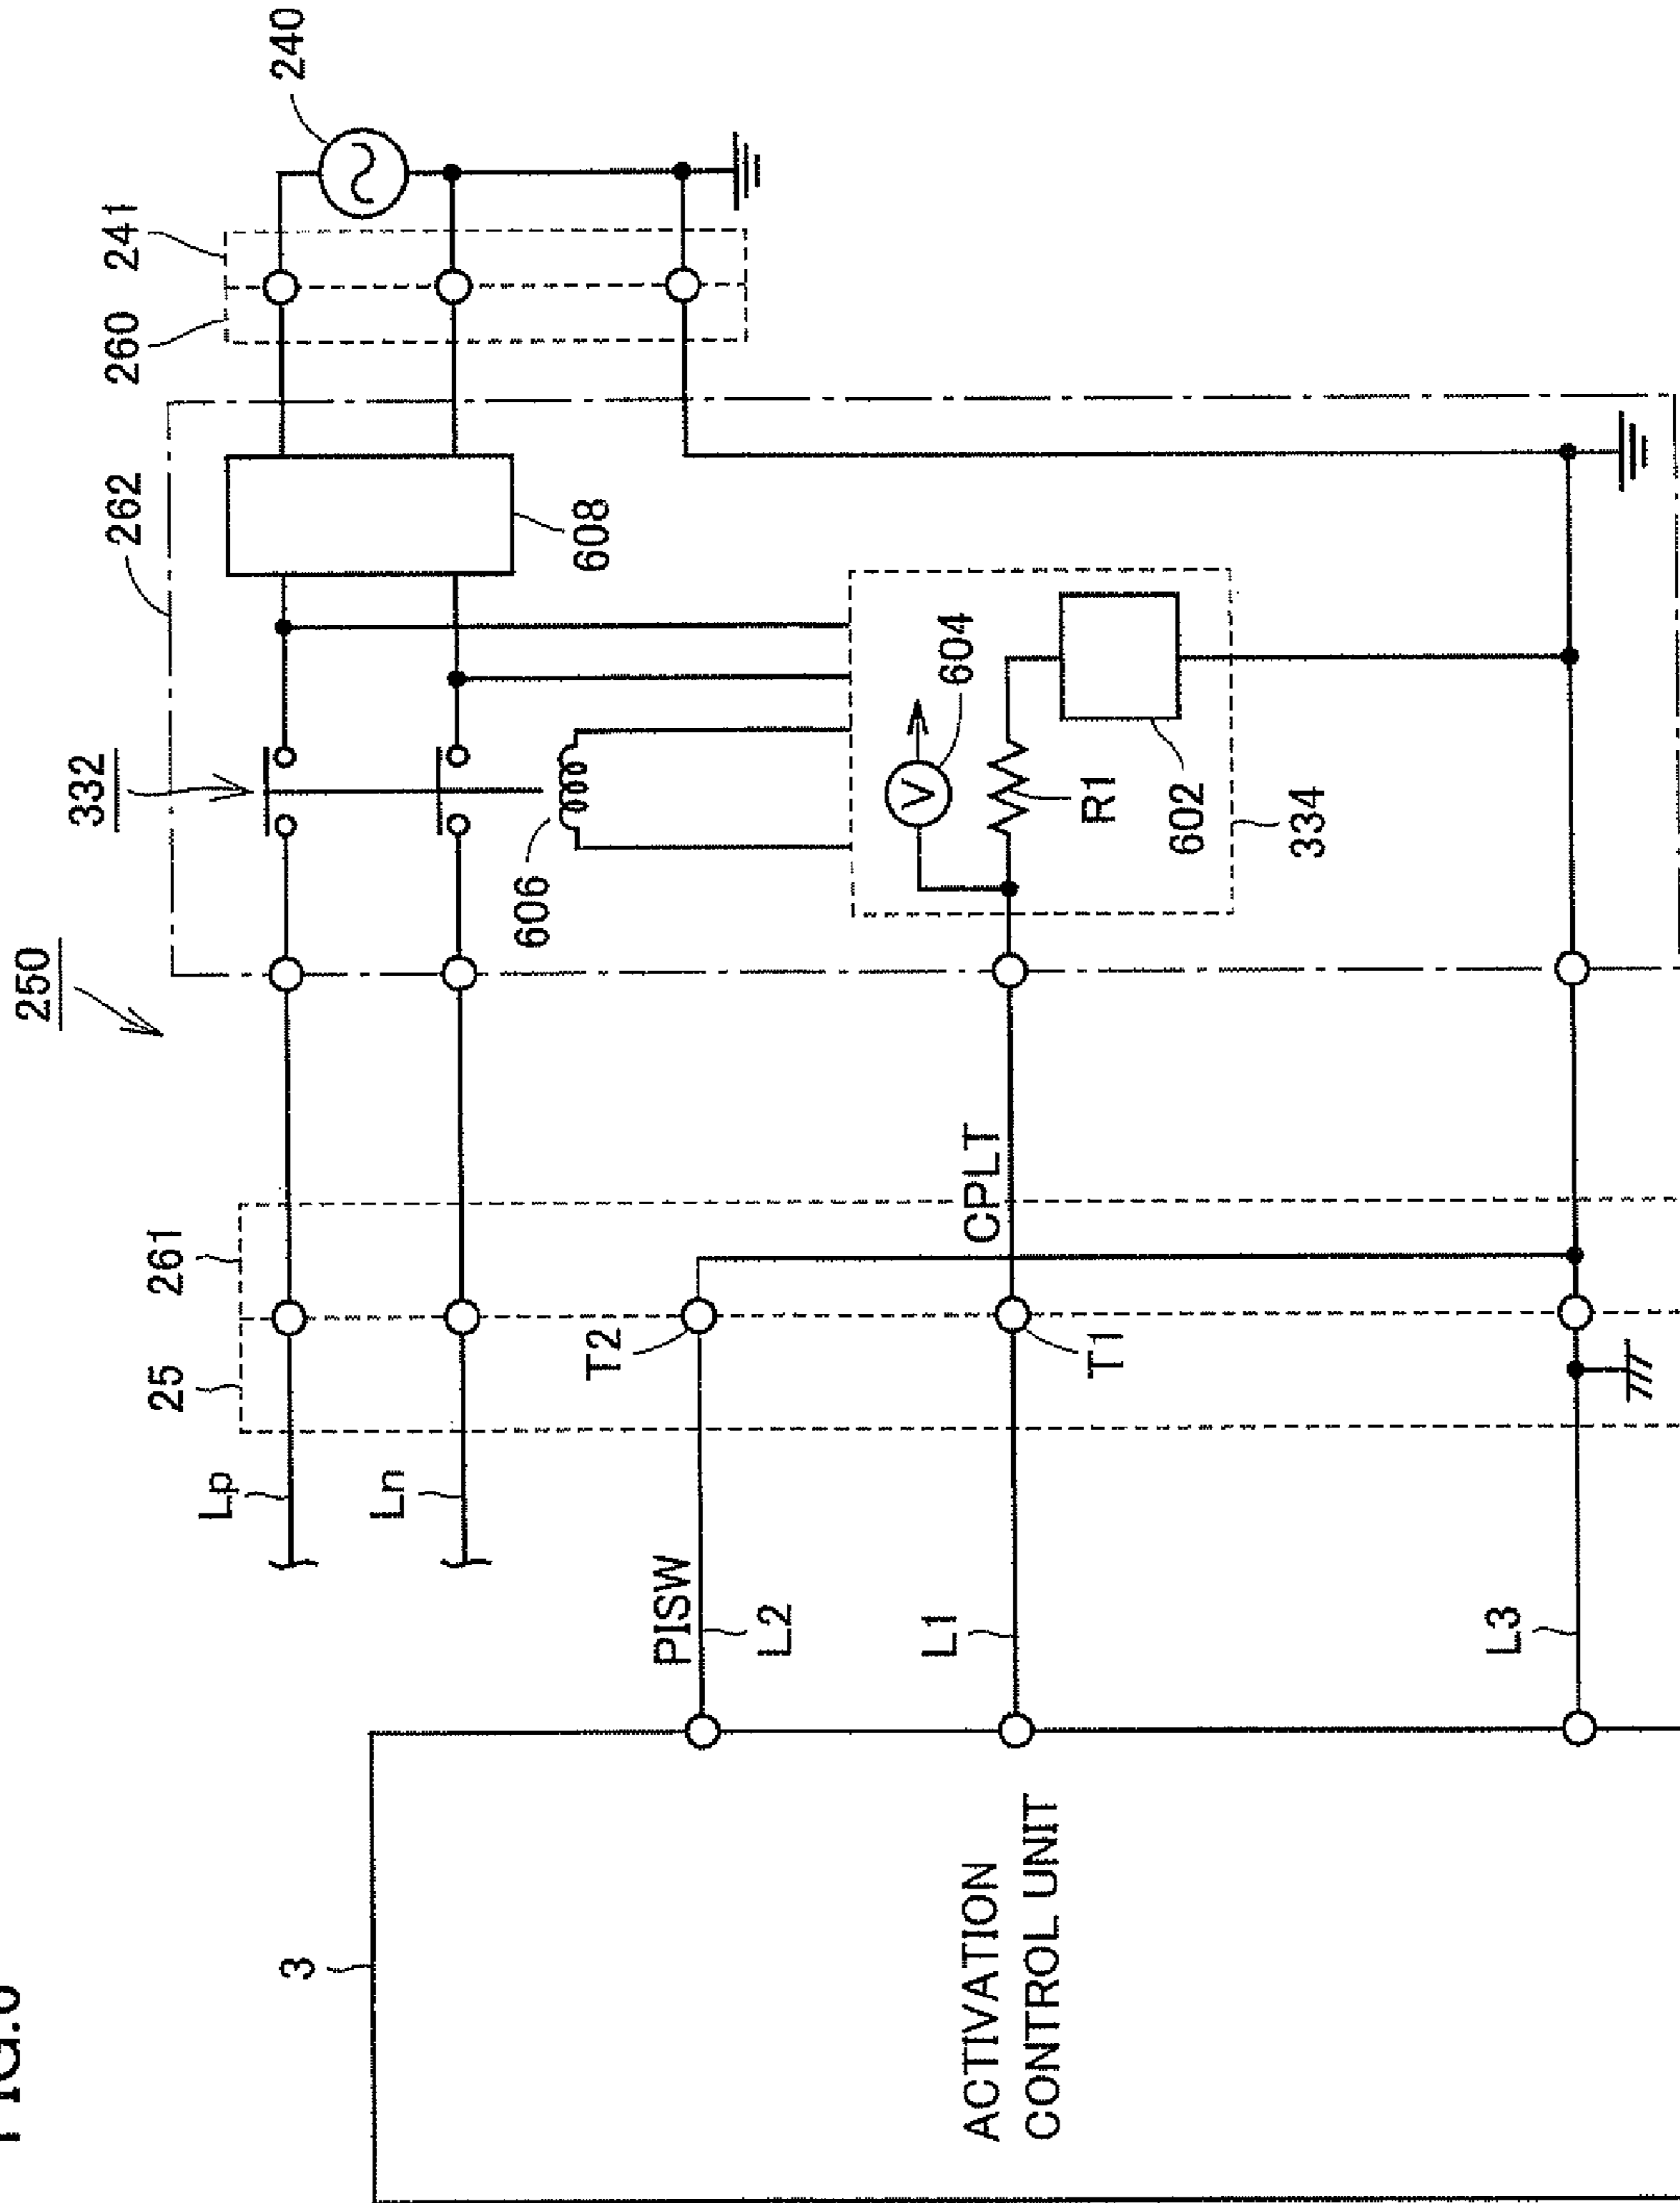 FIG.
250
332
262
260
241
240
25
261
Lp
3
Ln
606
608
T2
PISW
L2
V
604
L1
CPLT
ACTIVATION
CONTROL UNIT
R1
T1
602
334
L3